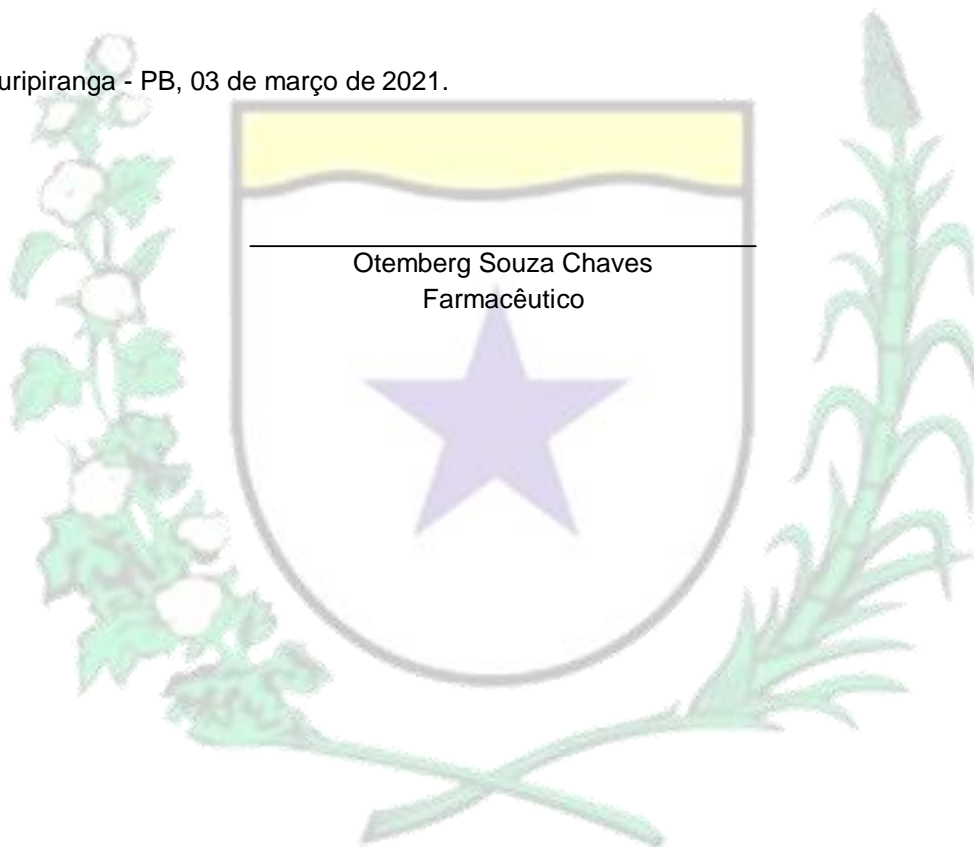 uripiranga - PB, 03 de março de 2021.
Otemberg Souza Chaves
Farmacêutico